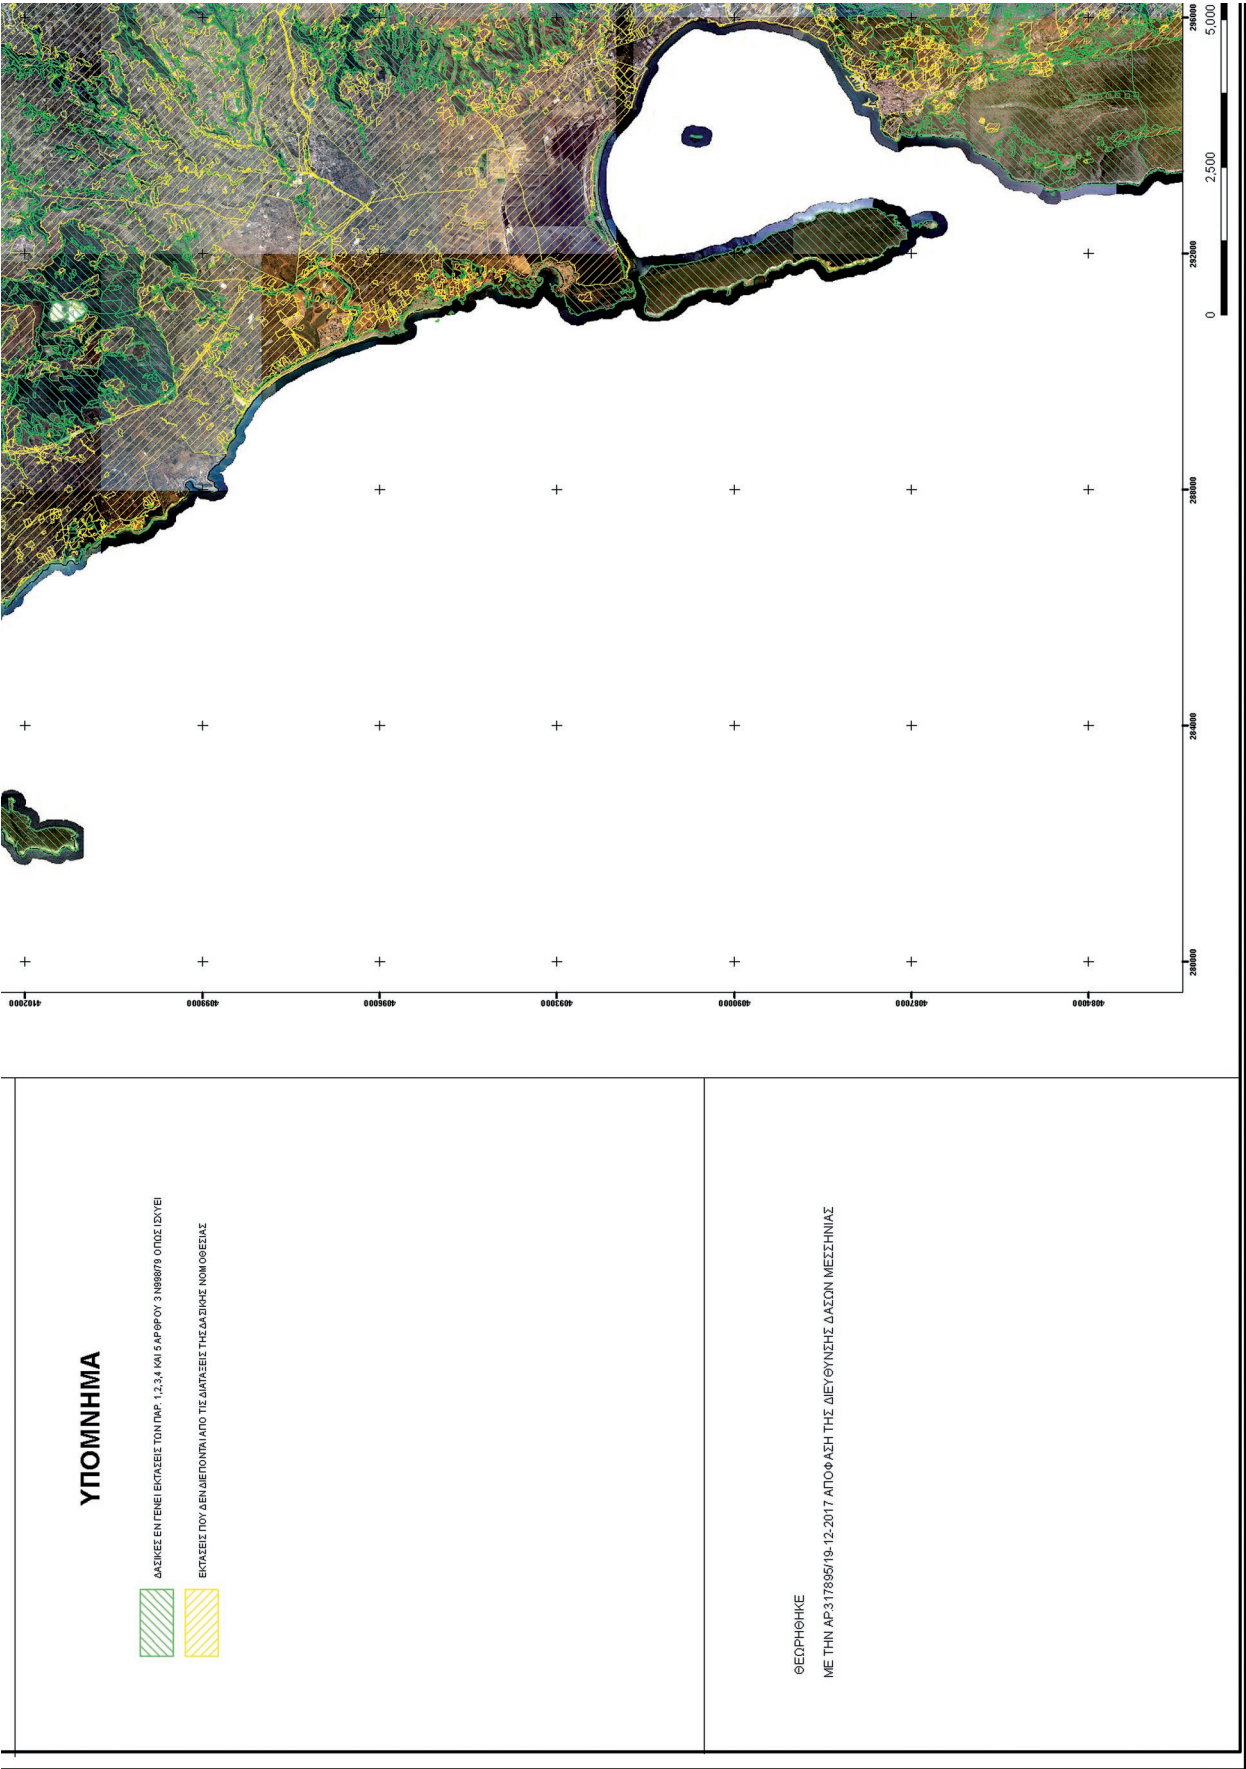 296000
292000
288000
284000
280000
4102000
4099000
4096000
4093000
4090000
4087000
4084000
0 2,500 5,000
ΥΠΟΜΝΗΜΑ
ΔΑΣΙΚΕΣ ΕΝ ΓΕΝΕΙ ΕΚΤΑΣΕΙΣ ΤΩΝ ΠΑΡ. 1,2,3,4 ΚΑΙ 5 ΑΡΘΡΟΥ 3 Ν998/79 ΟΠΩΣ ΙΣΧΥΕΙ
ΕΚΤΑΣΕΙΣ ΠΟΥ ΔΕΝ ΔΙΕΠΟΝΤΑΙ ΑΠΟ ΤΙΣ ΔΙΑΤΑΞΕΙΣ ΤΗΣ ΔΑΣΙΚΗΣ ΝΟΜΟΘΕΣΙΑΣ
ΘΕΩΡΗΘΗΚΕ
ΜΕ ΤΗΝ ΑΡ.317895/19-12-2017 ΑΠΟΦΑΣΗ ΤΗΣ ΔΙΕΥΘΥΝΣΗΣ ΔΑΣΩΝ ΜΕΣΣΗΝΙΑΣ